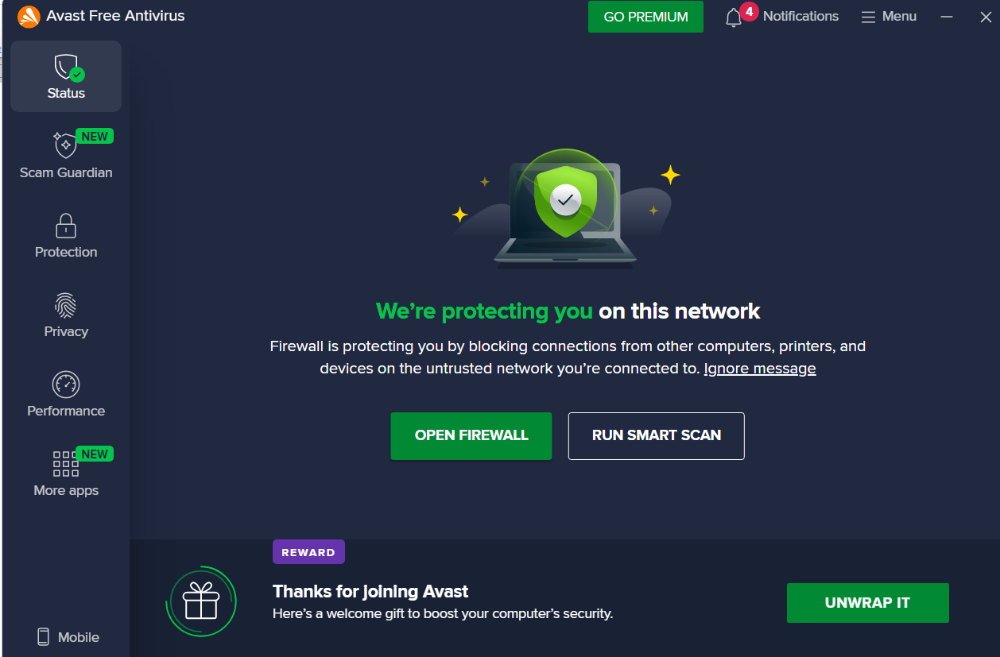 Avast Free Antivirus
GO PREMIUM
4
Notifications
Menu
Status
NEW
Scam Guardian
Protection
Privacy
Performance
NEW
More apps
Mobile
We're protecting you on this network
Firewall is protecting you by blocking connections from other computers, printers, and
devices on the untrusted network you're connected to. Ignore message
OPEN FIREWALL
RUN SMART SCAN
REWARD
Thanks for joining Avast
Here's a welcome gift to boost your computer's security.
UNWRAP IT